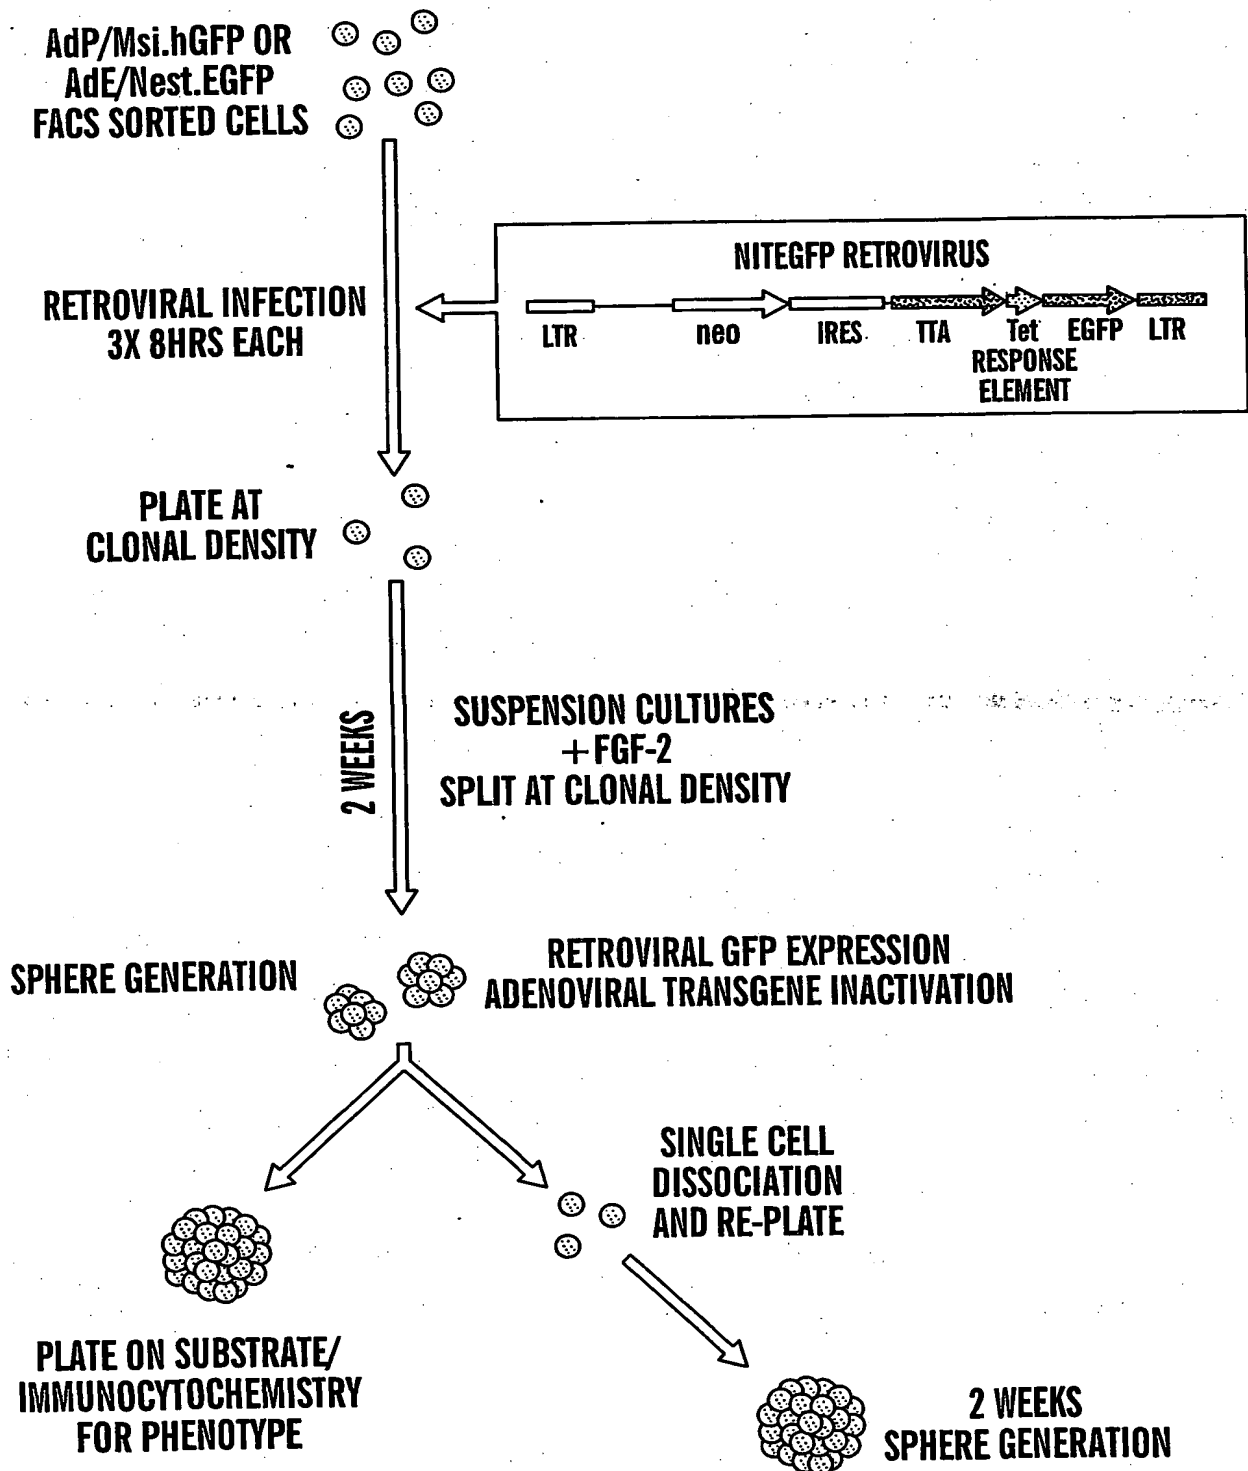 AdP/Msi.hGFP OR
AdE/Nest.EGFP
FACS SORTED CELLS
NITEGFP RETROVIRUS
LTR neo IRES TTA Tet EGFP LTR
RESPONSE
ELEMENT
RETROVIRAL INFECTION
3X 8HRS EACH
PLATE AT
CLONAL DENSITY
2 WEEKS
SUSPENSION CULTURES
+FGF-2
SPLIT AT CLONAL DENSITY
SPHERE GENERATION
RETROVIRAL GFP EXPRESSION
ADENOVIRAL TRANSGENE INACTIVATION
SINGLE CELL
DISSOCIATION
AND RE-PLATE
PLATE ON SUBSTRATE/
IMMUNOCYTOCHEMISTRY
FOR PHENOTYPE
2 WEEKS
SPHERE GENERATION